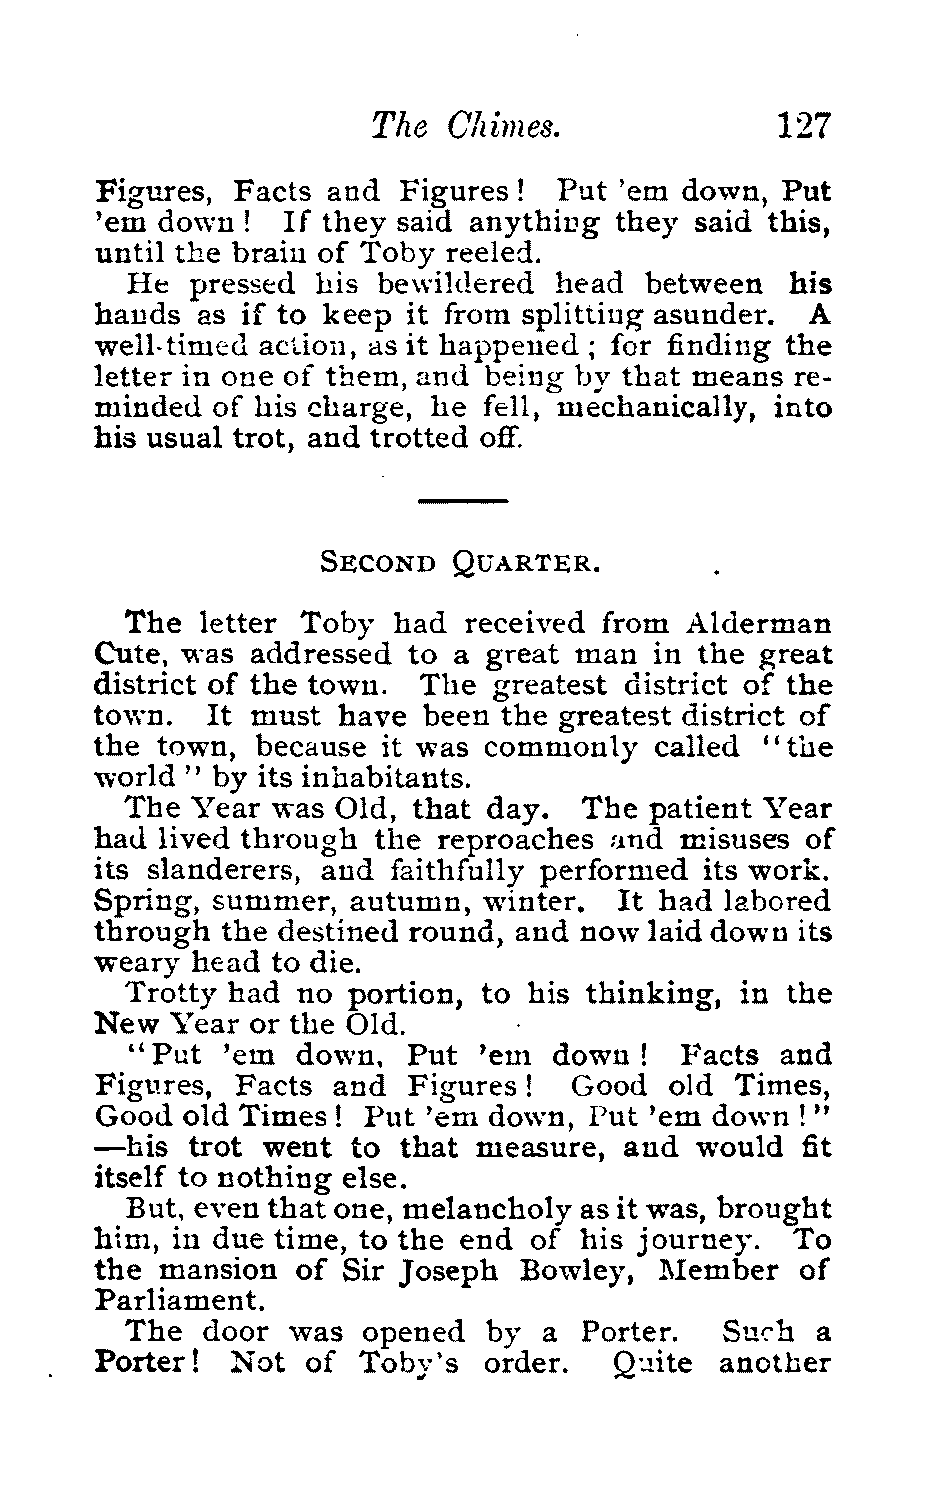 The Chimes. 127
Figures, Facts and Figures! Put 'em down, Put
'em down! If they said anything they said this,
until the brain of Toby reeled.
He pressed his bewildered head between his
hands as if to keep it from splitting asunder. A
well-timed action, as it happened; for finding the
letter in one of them, and being by that means re-
minded of his charge, he fell, mechanically, into
his usual trot, and trotted off.
SECOND QUARTER.
The letter Toby had received from Alderman
Cute, was addressed to a great man in the great
district of the town. The greatest district of the
town. It must have been the greatest district of
the town, because it was commonly called "the
world" by its inhabitants.
The Year was Old, that day. The patient Year
had lived through the reproaches and misuses of
its slanderers, and faithfully performed its work.
Spring, summer, autumn, winter. It had labored
through the destined round, and now laid down its
weary head to die.
Trotty had no portion, to his thinking, in the
New Year or the Old.
"Put 'em down, Put 'em down! Facts and
Figures, Facts and Figures! Good old Times,
Good old Times! Put 'em down, Put 'em down!"
—his trot went to that measure, and would fit
itself to nothing else.
But, even that one, melancholy as it was, brought
him, in due time, to the end of his journey. To
the mansion of Sir Joseph Bowley, Member of
Parliament.
The door was opened by a Porter. Such a
Porter! Not of Toby's order. Quite another